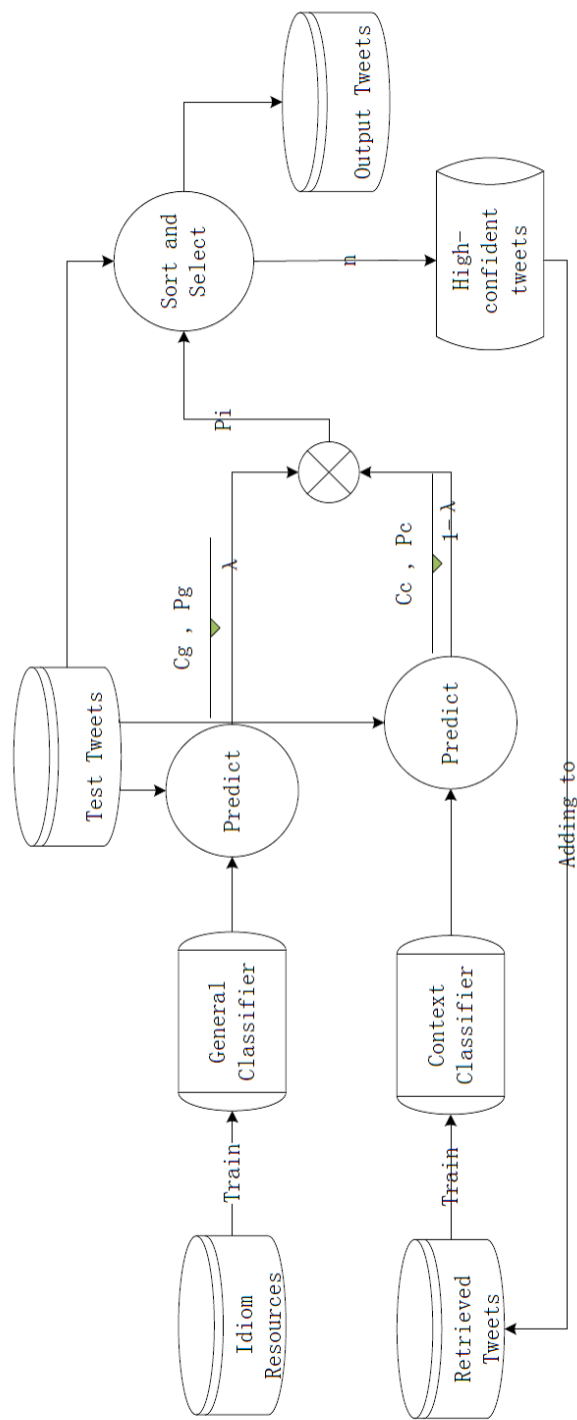 Test Tweets
Idiom
Resources
Train
General
Classifier
Predict
Cg , Pg
λ
Pi
Sort and
Select
Output Tweets
Retrieved
Tweets
Train
Context
Classifier
Predict
Cc , Pc
1-λ
n
High-
confident
tweets
Adding to